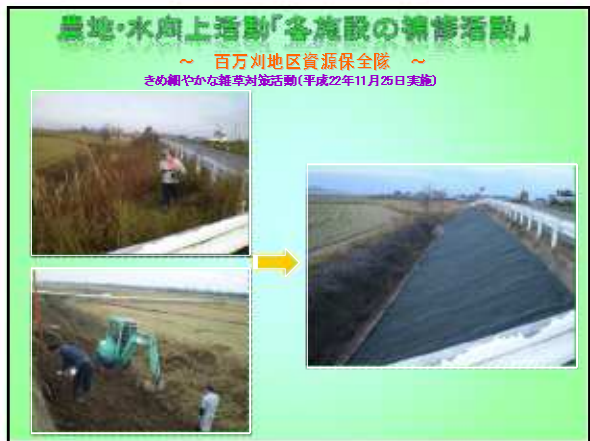 農地・水向上活動「各施設の補修活動」
～ 百万刈地区資源保全隊 ～
きめ細やかな雑草対策活動(平成22年11月25日実施)